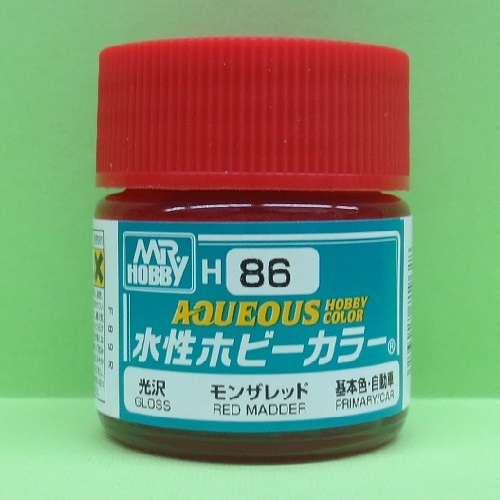 MR HOBBY
H 86
AQUEOUS HOBBY COLOR
水性ホビーカラー®
光沢 モンザレッド 基本色・自動車
GLOSS RED MADDER PRIMARY/CAR